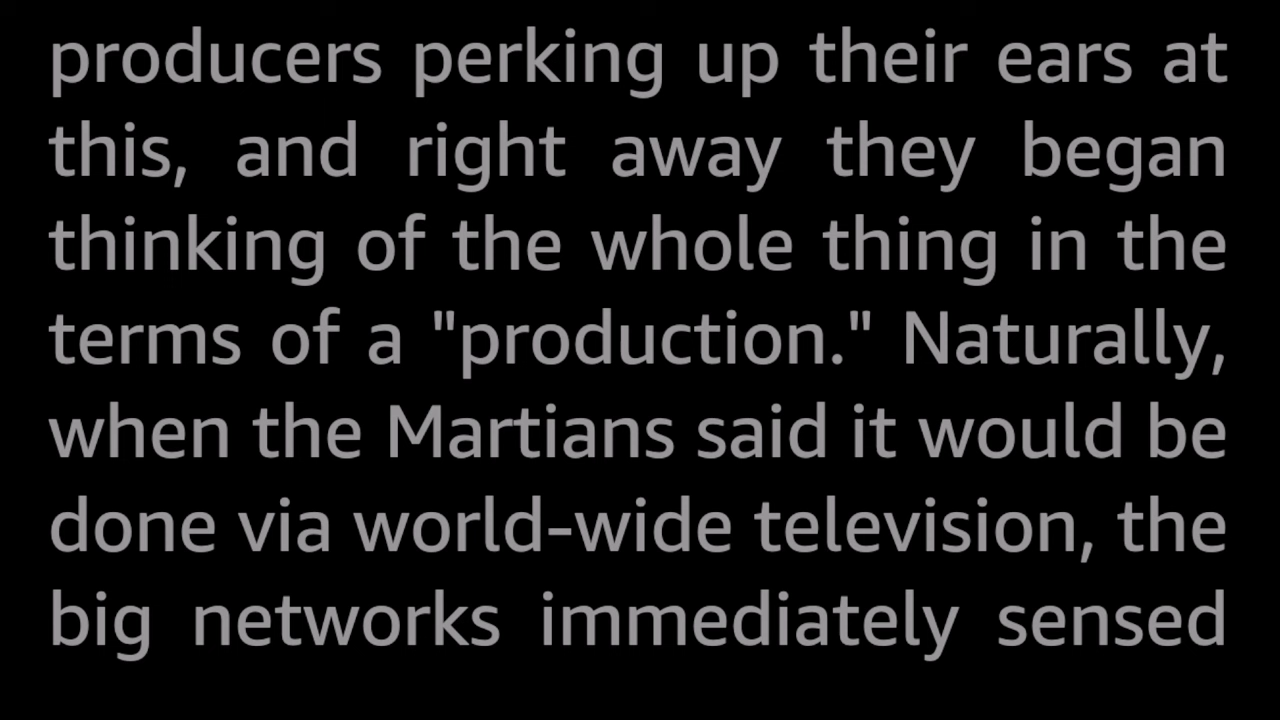 producers perking up their ears at
this, and right away they began
thinking of the whole thing in the
terms of a "production." Naturally,
when the Martians said it would be
done via world-wide television, the
big networks immediately sensed